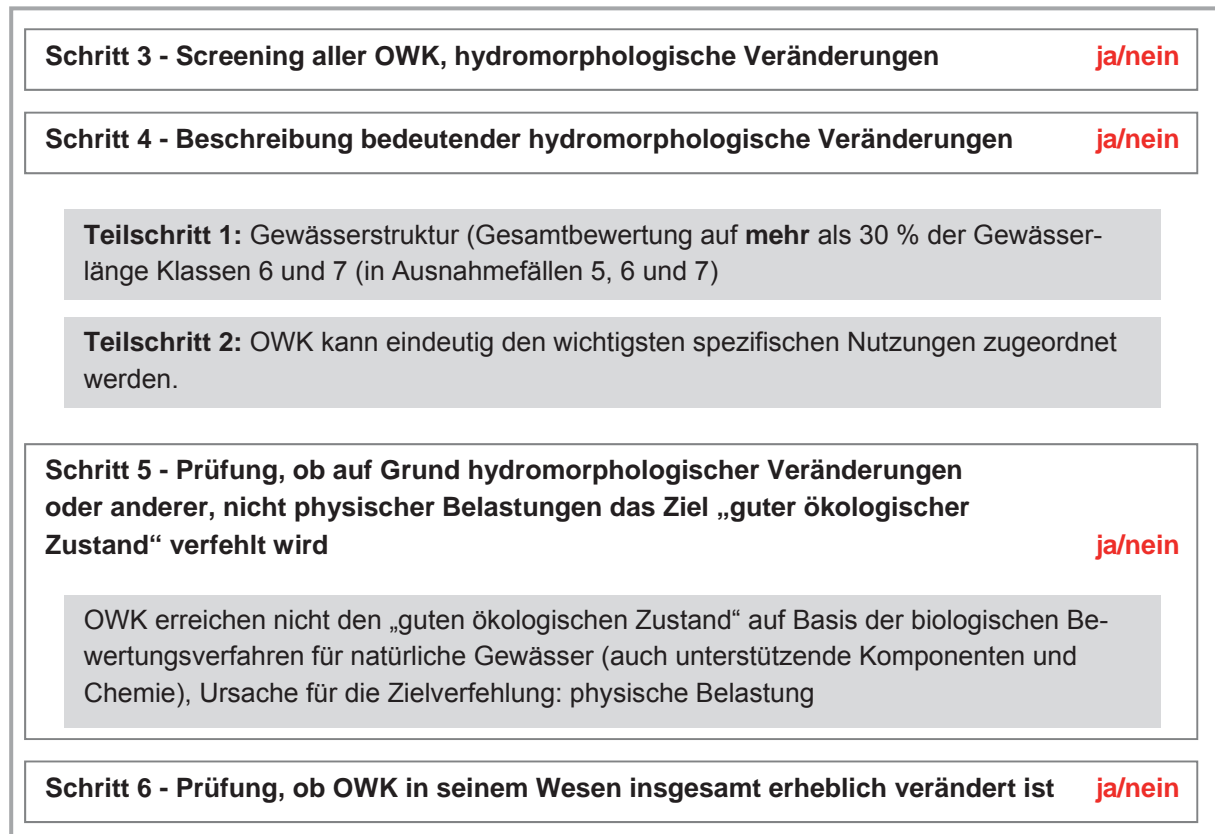 Schritt 3 - Screening aller OWK, hydromorphologische Veränderungen ja/nein
Schritt 4 - Beschreibung bedeutender hydromorphologische Veränderungen ja/nein
Teilschritt 1: Gewässerstruktur (Gesamtbewertung auf mehr als 30 % der Gewässer-
länge Klassen 6 und 7 (in Ausnahmefällen 5, 6 und 7)
Teilschritt 2: OWK kann eindeutig den wichtigsten spezifischen Nutzungen zugeordnet
werden.
Schritt 5 - Prüfung, ob auf Grund hydromorphologischer Veränderungen
oder anderer, nicht physischer Belastungen das Ziel „guter ökologischer
Zustand“ verfehlt wird ja/nein
OWK erreichen nicht den „guten ökologischen Zustand“ auf Basis der biologischen Be-
wertungsverfahren für natürliche Gewässer (auch unterstützende Komponenten und
Chemie), Ursache für die Zielverfehlung: physische Belastung
Schritt 6 - Prüfung, ob OWK in seinem Wesen insgesamt erheblich verändert ist ja/nein